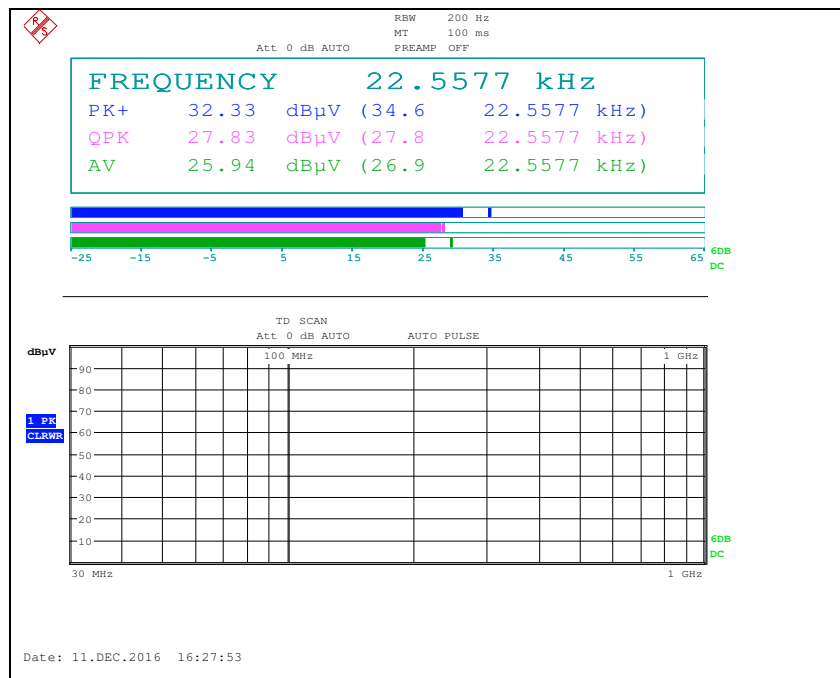 R S
RBW 200 Hz
MT 100 ms
Att 0 dB AUTO PREAMP OFF
FREQUENCY 22.5577 kHz
PK+ 32.33 dBµV (34.6 22.5577 kHz)
QPK 27.83 dBµV (27.8 22.5577 kHz)
AV 25.94 dBµV (26.9 22.5577 kHz)
-25 -15 -5 5 15 25 35 45 55 65
6DB
DC
TD SCAN
Att 0 dB AUTO AUTO PULSE
dBµV
100 MHz 1 GHz
90
80
70
1 PK
CLRWR
60
50
40
30
20
10
6DB
DC
30 MHz 1 GHz
Date: 11.DEC.2016 16:27:53